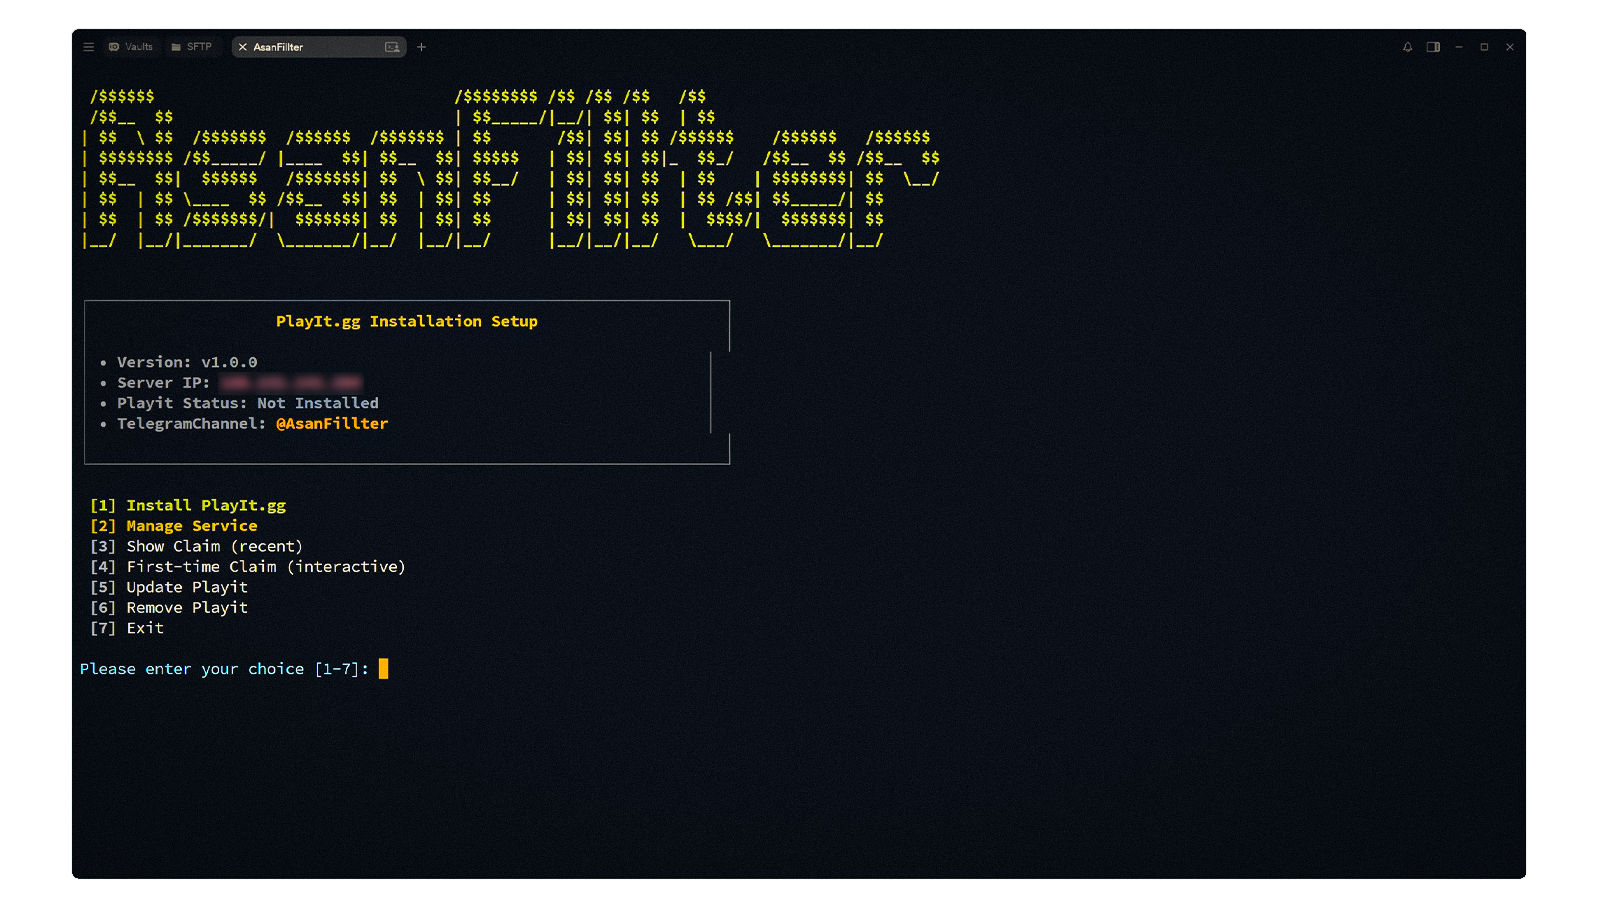 Vaults SFTP AsanFillter
 /$$$$$$                                /$$$$$$$$ /$$ /$$ /$$   /$$
 /$$__  $$                              | $$_____/|__/| $$| $$  | $$
| $$  \ $$  /$$$$$$$  /$$$$$$  /$$$$$$$ | $$       /$$| $$| $$ /$$$$$$    /$$$$$$   /$$$$$$
| $$$$$$$$ /$$_____/ |____  $$| $$__  $$| $$$$$   | $$| $$| $$|_  $$_/   /$$__  $$ /$$__  $$
| $$__  $$|  $$$$$$   /$$$$$$$| $$  \ $$| $$__/   | $$| $$| $$  | $$    | $$$$$$$$| $$  \__/
| $$  | $$ \____  $$ /$$__  $$| $$  | $$| $$      | $$| $$| $$  | $$ /$$| $$_____/| $$
| $$  | $$ /$$$$$$$/|  $$$$$$$| $$  | $$| $$      | $$| $$| $$  |  $$$$/|  $$$$$$$| $$
|__/  |__/|_______/  \_______/|__/  |__/|__/      |__/|__/|__/   \___/   \_______/|__/
PlayIt.gg Installation Setup
• Version: v1.0.0
• Server IP:
• Playit Status: Not Installed
• TelegramChannel: @AsanFillter
[1] Install PlayIt.gg
[2] Manage Service
[3] Show Claim (recent)
[4] First-time Claim (interactive)
[5] Update Playit
[6] Remove Playit
[7] Exit
Please enter your choice [1-7]: